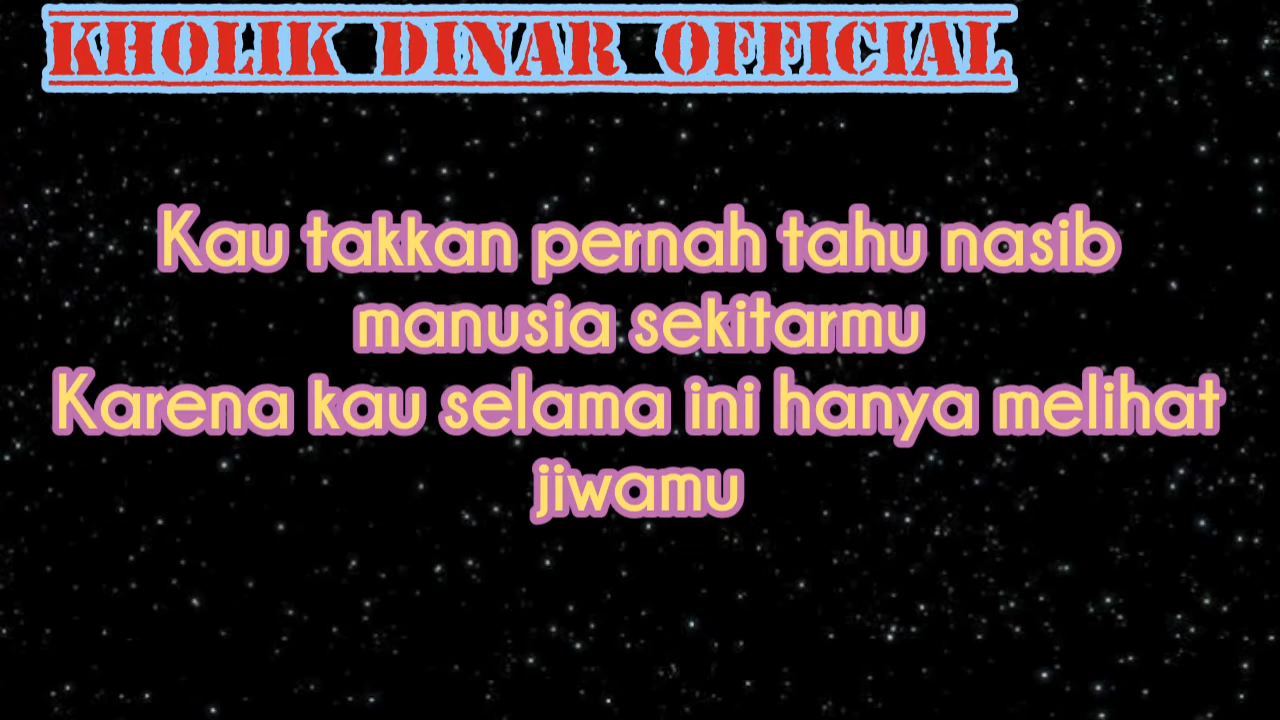 KHOLIK DINAR OFFICIAL
Kau takkan pernah tahu nasib
manusia sekitarmu
Karena kau selama ini hanya melihat
jiwamu